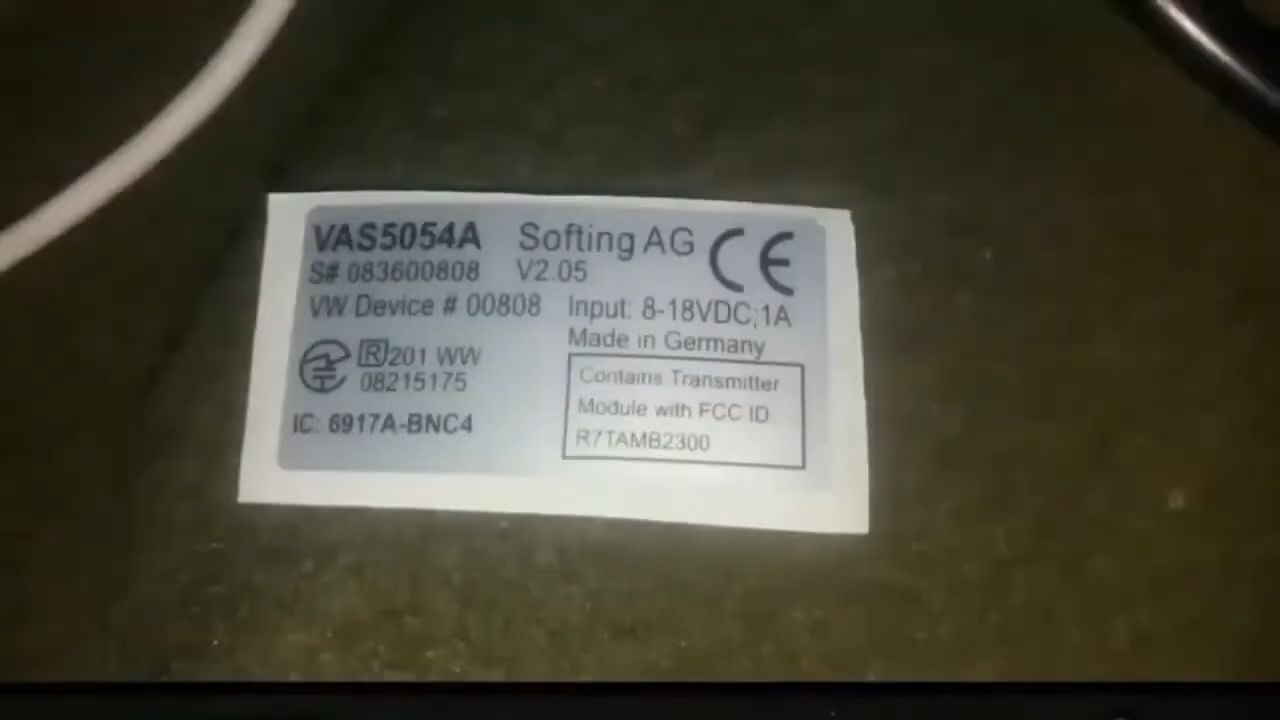 VAS5054A Softing AG CE
S# 083600808 V2.05
VW Device # 00808 Input: 8-18VDC;1A
Made in Germany
R 201 WW
08215175
IC: 6917A-BNC4
Contains Transmitter
Module with FCC ID
R7TAMB2300